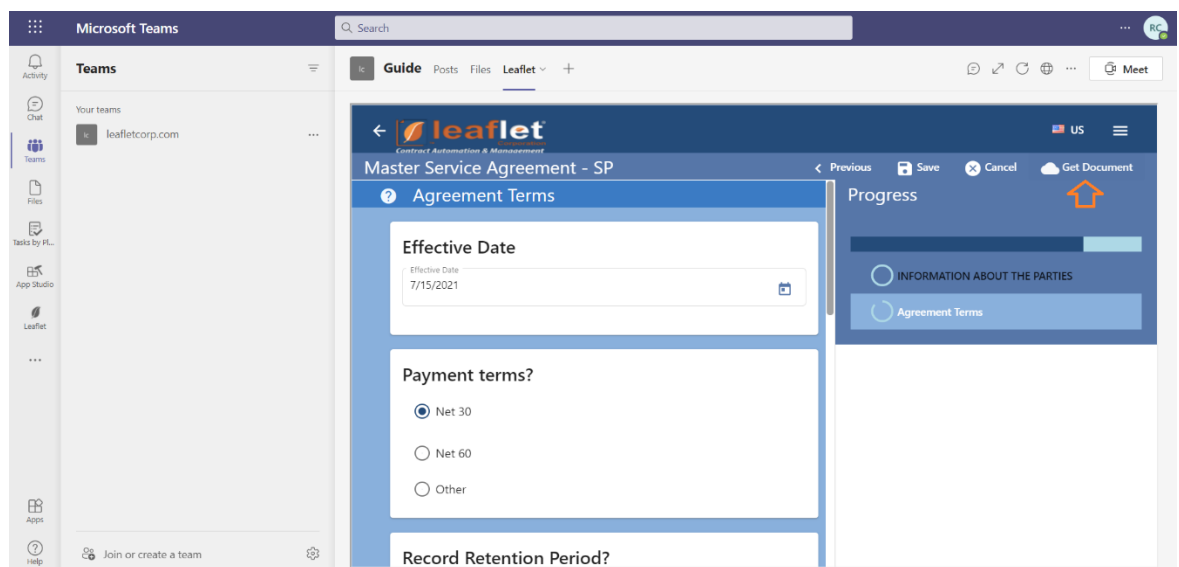 Microsoft Teams
Search
RC
Activity
Chat
Teams
Files
Tasks by Pl...
App Studio
Leaflet
Apps
Help
Teams
Your teams
lc leafletcorp.com
Join or create a team
lc Guide Posts Files Leaflet
Meet
leaflet
Corporation
Contract Automation & Management
US
Master Service Agreement - SP
Previous Save Cancel Get Document
Agreement Terms
Effective Date
Effective Date
7/15/2021
Payment terms?
Net 30
Net 60
Other
Record Retention Period?
Progress
INFORMATION ABOUT THE PARTIES
Agreement Terms